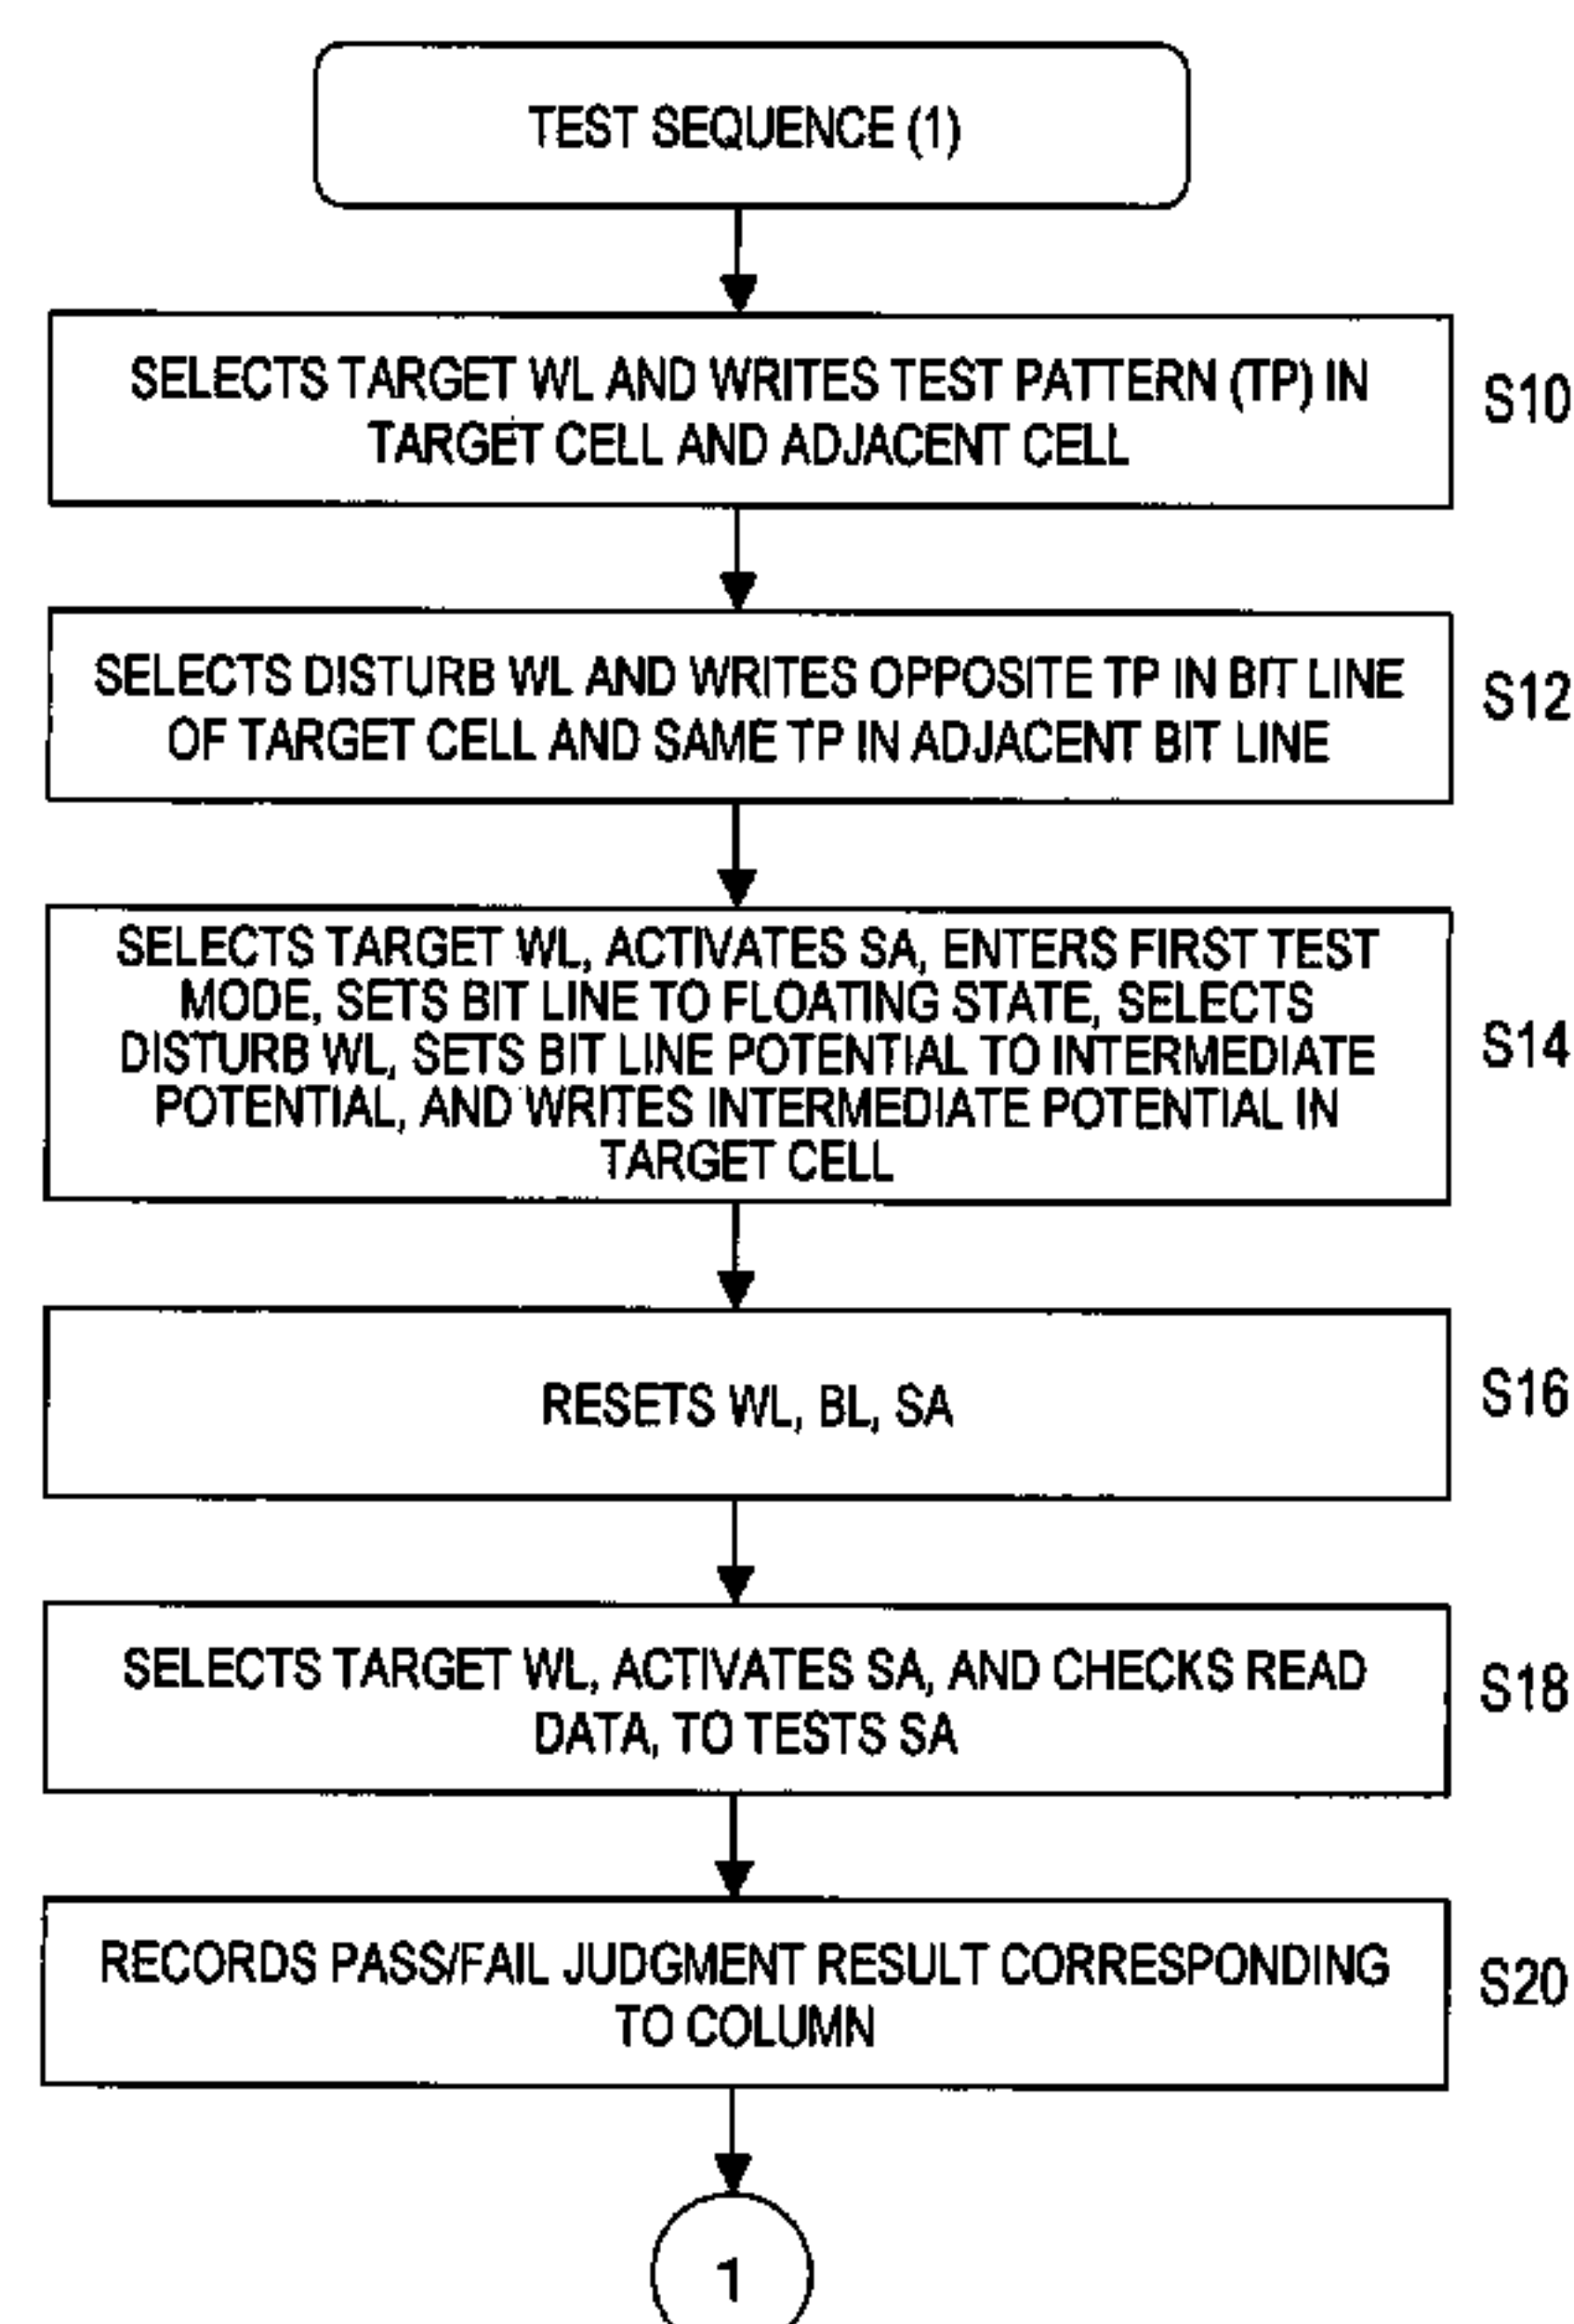 TEST SEQUENCE (1)
SELECTS TARGET WL AND WRITES TEST PATTERN (TP) IN
TARGET CELL AND ADJACENT CELL
S10
SELECTS DISTURB WL AND WRITES OPPOSITE TP IN BIT LINE
OF TARGET CELL AND SAME TP IN ADJACENT BIT LINE
S12
SELECTS TARGET WL, ACTIVATES SA, ENTERS FIRST TEST
MODE, SETS BIT LINE TO FLOATING STATE, SELECTS
DISTURB WL, SETS BIT LINE POTENTIAL TO INTERMEDIATE
POTENTIAL, AND WRITES INTERMEDIATE POTENTIAL IN
TARGET CELL
S14
RESETS WL, BL, SA
S16
SELECTS TARGET WL, ACTIVATES SA, AND CHECKS READ
DATA, TO TESTS SA
S18
RECORDS PASS/FAIL JUDGMENT RESULT CORRESPONDING
TO COLUMN
S20
1